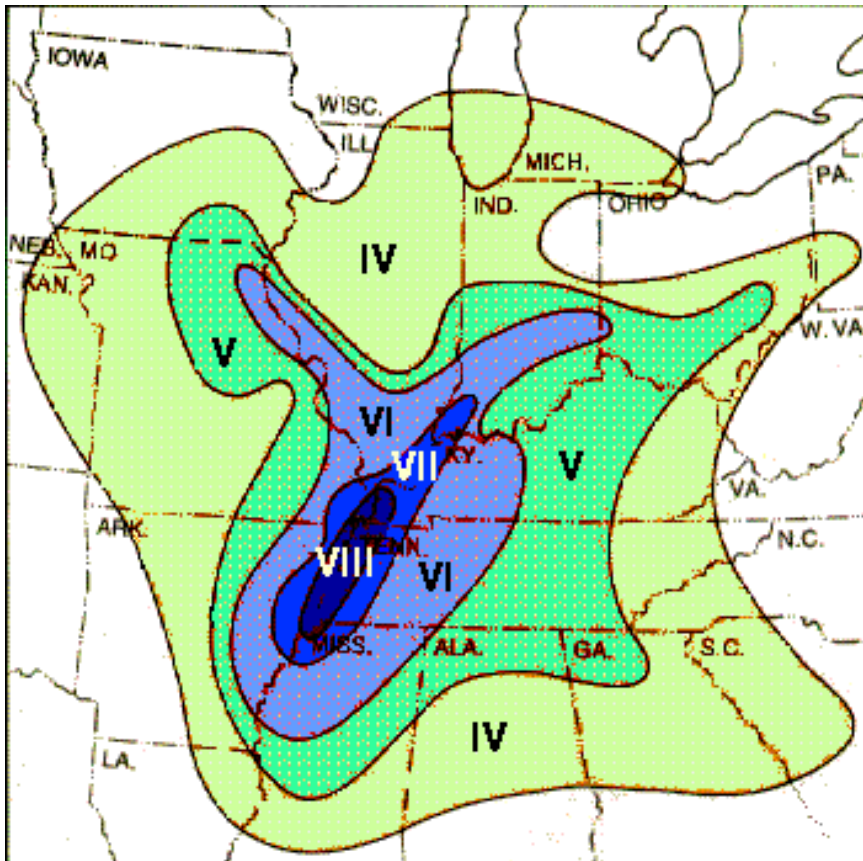 IOWA
WISC.
ILL.
MICH.
PA.
IND.
OHIO
NEB.
MO.
KAN.
IV
W. VA
V
VI
VII
KY.
V
VA.
ARK.
N.C.
VIII
TENN.
VI
MISS.
ALA.
GA.
S.C.
IV
LA.